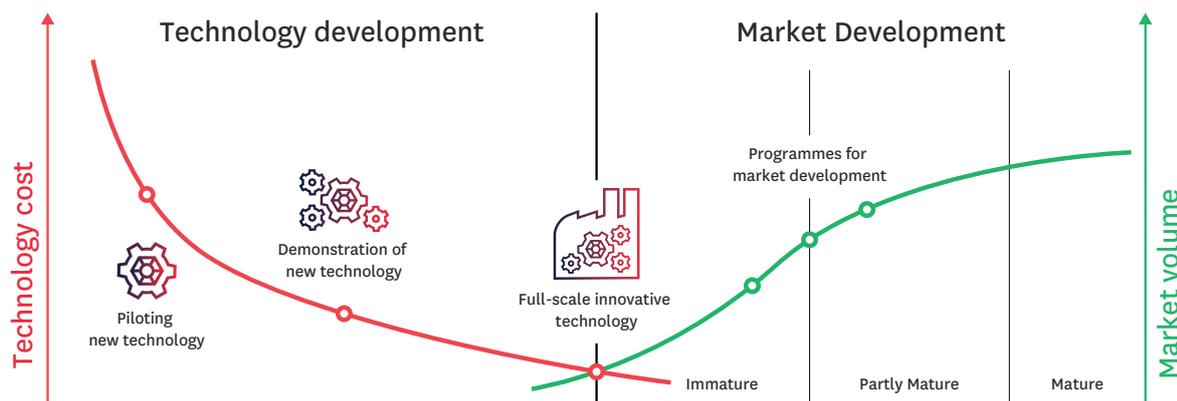 Technology development
Market Development
Technology cost
Piloting
new technology
Demonstration of
new technology
Full-scale innovative
technology
Programmes for
market development
Immature
Partly Mature
Mature
Market volume